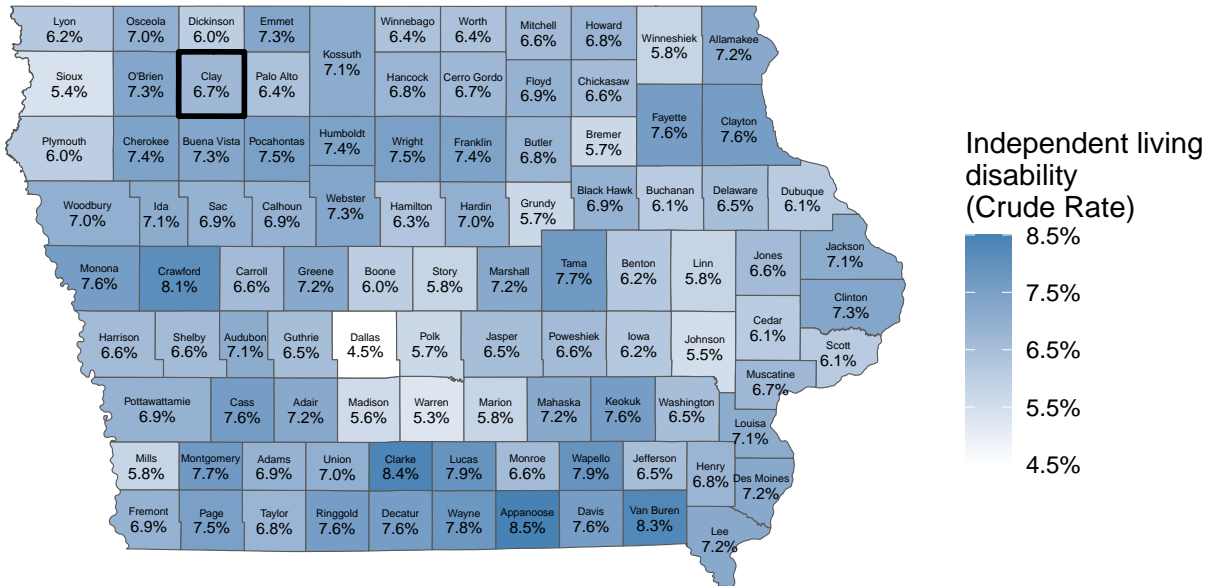 Lyon
6.2%
Osceola
7.0%
Dickinson
6.0%
Emmet
7.3%
Kossuth
7.1%
Winnebago
6.4%
Worth
6.4%
Mitchell
6.6%
Howard
6.8%
Winneshiek
5.8%
Allamakee
7.2%
Sioux
5.4%
O'Brien
7.3%
Clay
6.7%
Palo Alto
6.4%
Hancock
6.8%
Cerro Gordo
6.7%
Floyd
6.9%
Chickasaw
6.6%
Fayette
7.6%
Clayton
7.6%
Plymouth
6.0%
Cherokee
7.4%
Buena Vista
7.3%
Pocahontas
7.5%
Humboldt
7.4%
Wright
7.5%
Franklin
7.4%
Butler
6.8%
Bremer
5.7%
Woodbury
7.0%
Ida
7.1%
Sac
6.9%
Calhoun
6.9%
Webster
7.3%
Hamilton
6.3%
Hardin
7.0%
Grundy
5.7%
Black Hawk
6.9%
Buchanan
6.1%
Delaware
6.5%
Dubuque
6.1%
Monona
7.6%
Crawford
8.1%
Carroll
6.6%
Greene
7.2%
Boone
6.0%
Story
5.8%
Marshall
7.2%
Tama
7.7%
Benton
6.2%
Linn
5.8%
Jones
6.6%
Jackson
7.1%
Clinton
7.3%
Harrison
6.6%
Shelby
6.6%
Audubon
7.1%
Guthrie
6.5%
Dallas
4.5%
Polk
5.7%
Jasper
6.5%
Poweshiek
6.6%
Iowa
6.2%
Johnson
5.5%
Cedar
6.1%
Scott
6.1%
Muscatine
6.7%
Pottawattamie
6.9%
Cass
7.6%
Adair
7.2%
Madison
5.6%
Warren
5.3%
Marion
5.8%
Mahaska
7.2%
Keokuk
7.6%
Washington
6.5%
Louisa
7.1%
Mills
5.8%
Montgomery
7.7%
Adams
6.9%
Union
7.0%
Clarke
8.4%
Lucas
7.9%
Monroe
6.6%
Wapello
7.9%
Jefferson
6.5%
Henry
6.8%
Des Moines
7.2%
Fremont
6.9%
Page
7.5%
Taylor
6.8%
Ringgold
7.6%
Decatur
7.6%
Wayne
7.8%
Appanoose
8.5%
Davis
7.6%
Van Buren
8.3%
Lee
7.2%
Independent living
disability
(Crude Rate)
8.5%
7.5%
6.5%
5.5%
4.5%